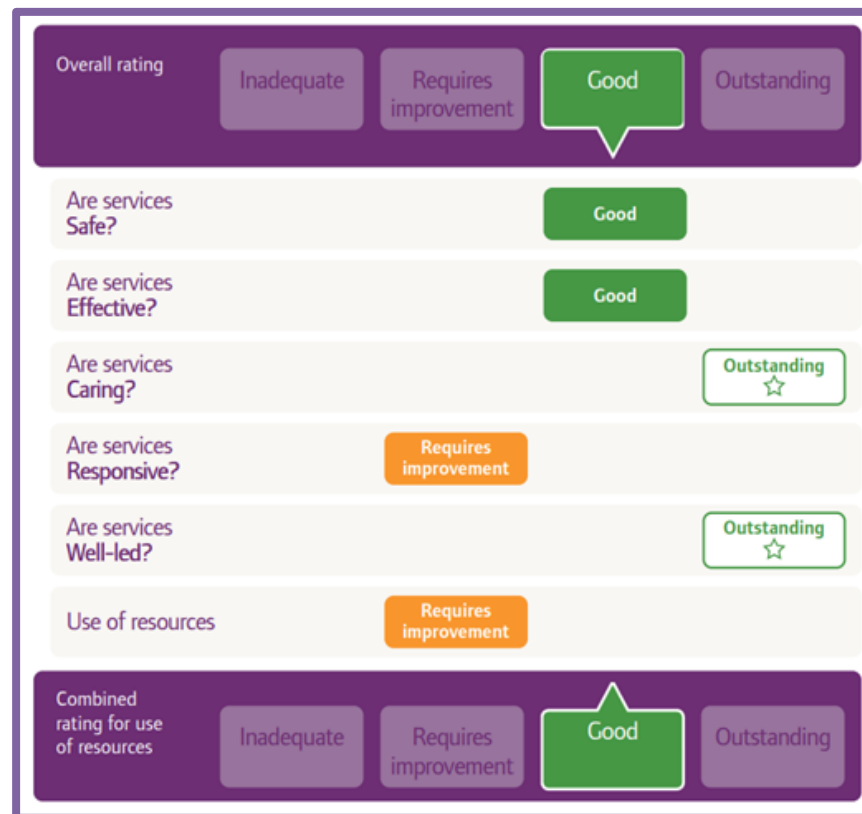 Overall rating
Inadequate
Requires
improvement
Good
Outstanding
Are services
Safe?
Good
Are services
Effective?
Good
Are services
Caring?
Outstanding
Are services
Responsive?
Requires
improvement
Are services
Well-led?
Outstanding
Use of resources
Requires
improvement
Combined
rating for use
of resources
Inadequate
Requires
improvement
Good
Outstanding